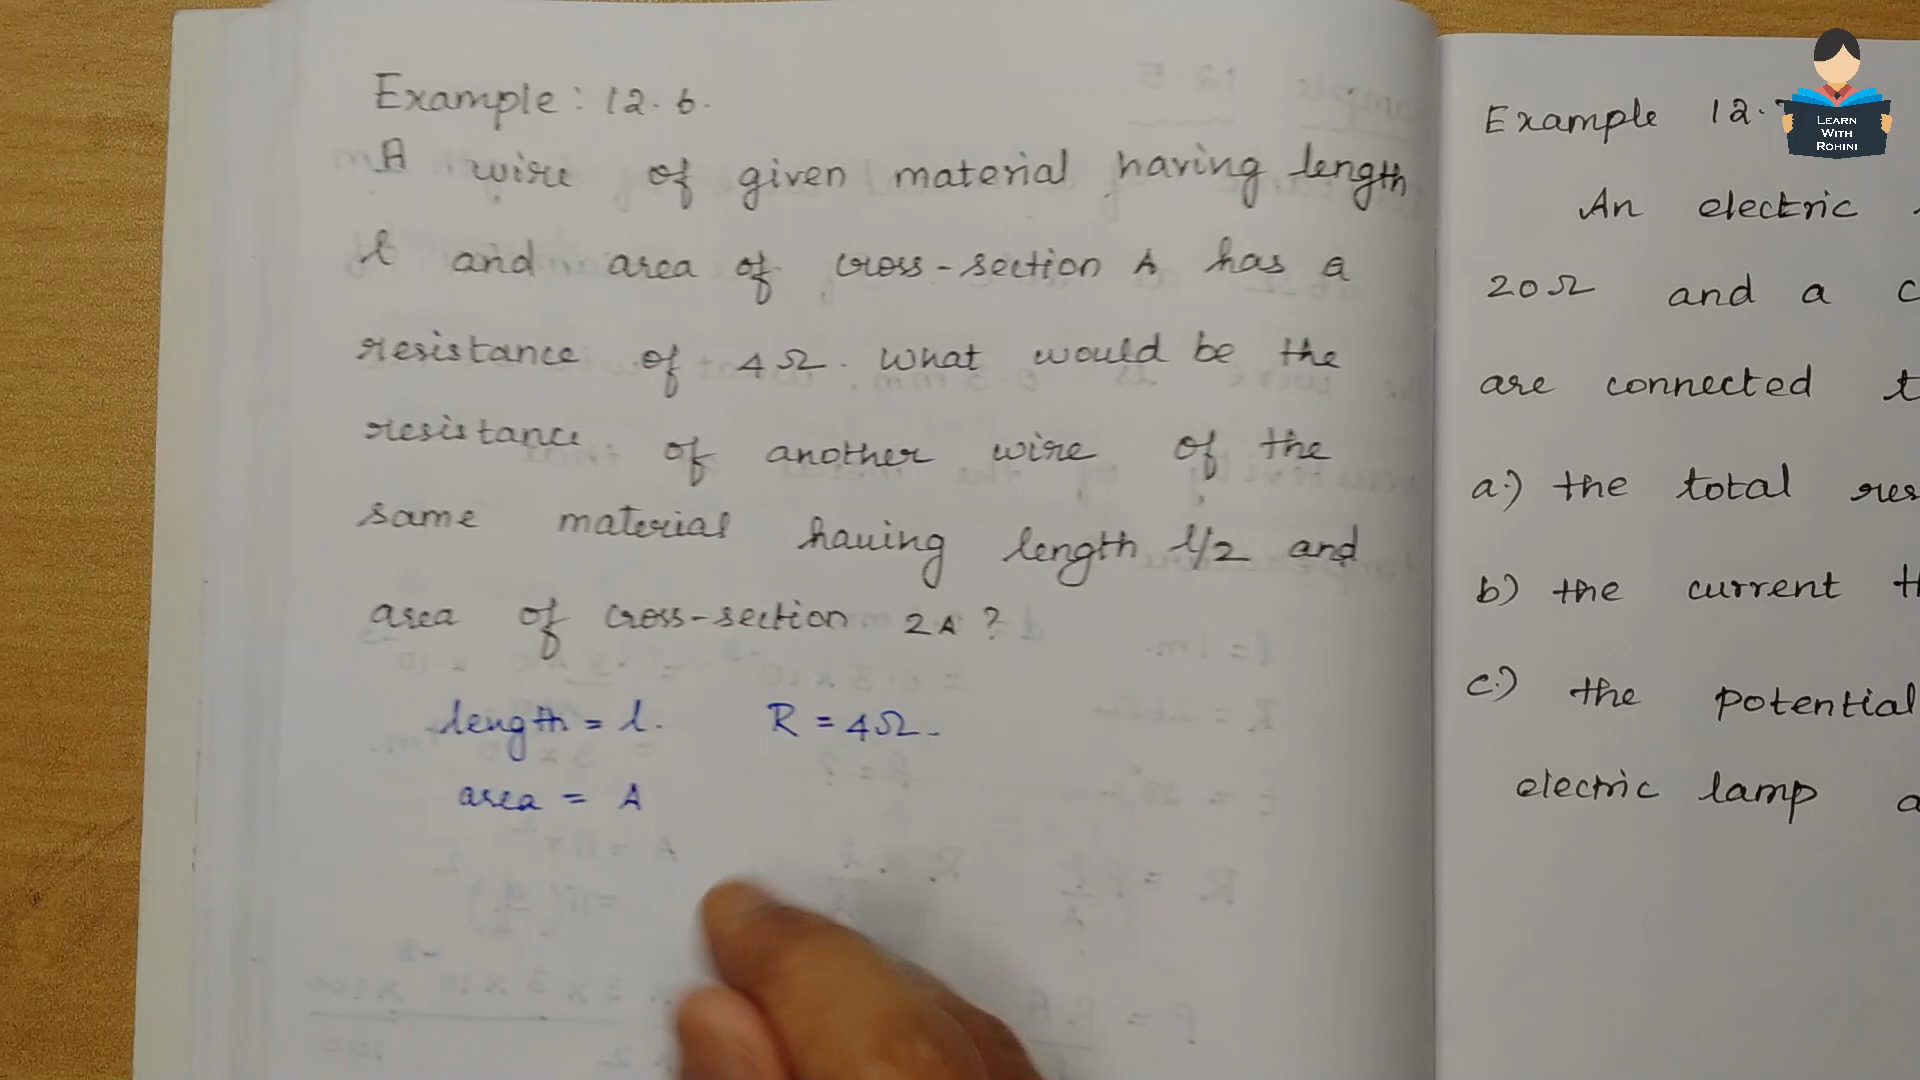 Example: 12.6.
A wire of given material having length
l and area of cross-section A has a
resistance of 4Ω. What would be the
resistance of another wire of the
same material having length l/2 and
area of cross-section 2A?
length = l. R = 4Ω.
area = A
Example 12.
An electric
20Ω and a
are connected
a.) the total res
b) the current th
c.) the potential
electric lamp a
LEARN
WITH
ROHINI